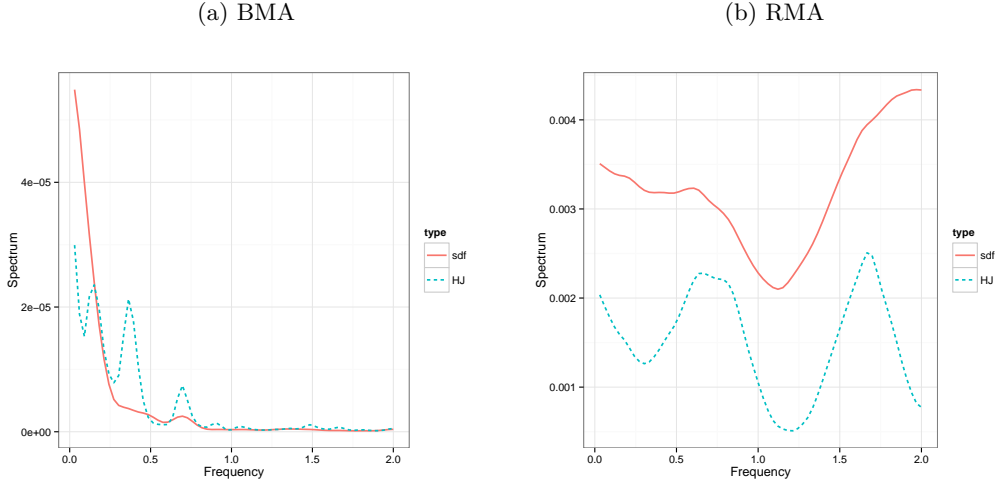 (a) BMA
(b) RMA
4e−05
2e−05
0e+00
0.0 0.5 1.0 1.5 2.0
Frequency
Spectrum
type
sdf
HJ
0.004
0.003
0.002
0.001
0.0 0.5 1.0 1.5 2.0
Frequency
Spectrum
type
sdf
HJ